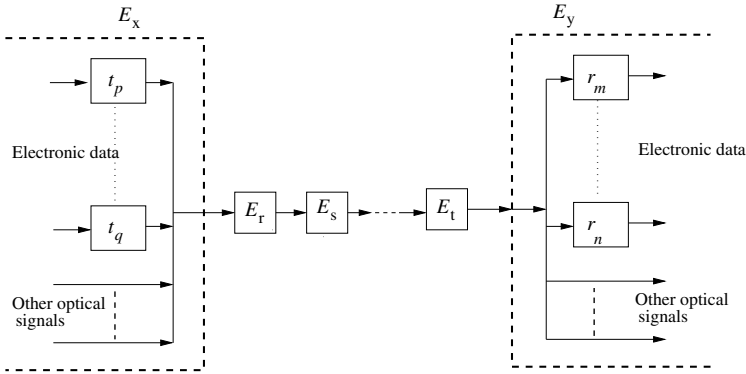 E_x
E_y
t_p
r_m
Electronic data
Electronic data
E_r
E_s
E_t
t_q
r_n
Other optical
signals
Other optical
signals